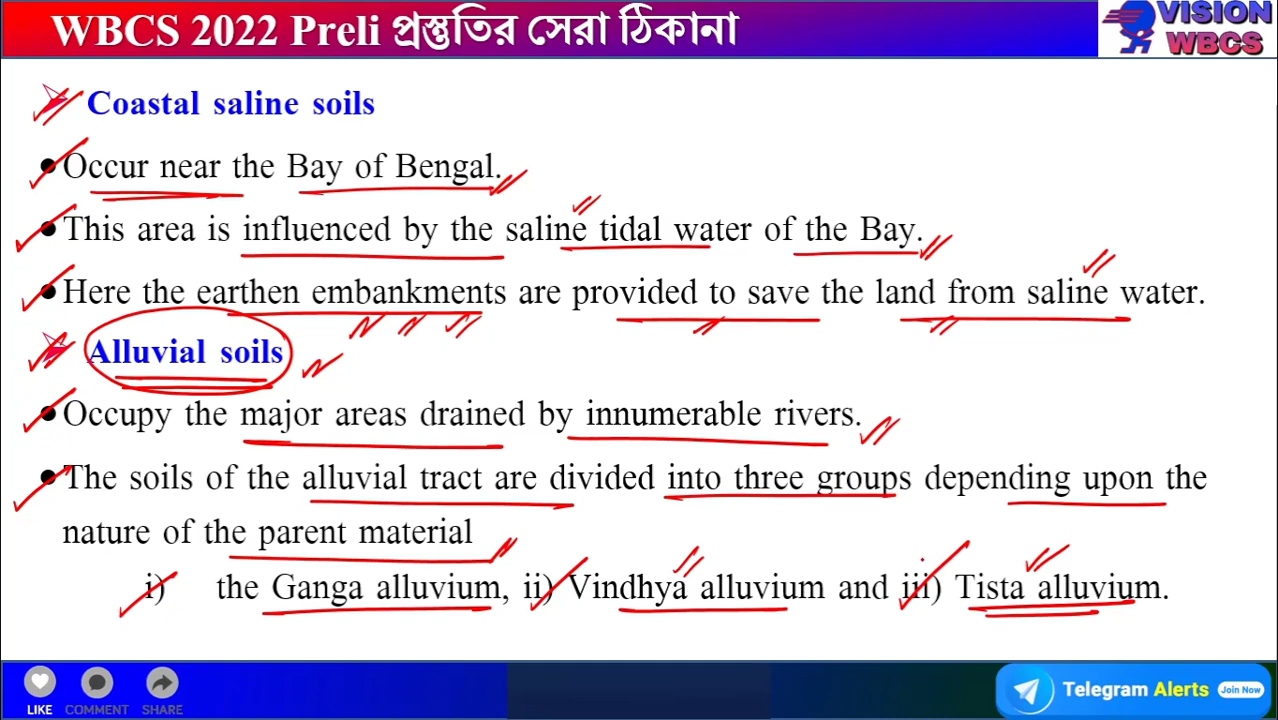 WBCS 2022 Preli প্রস্তুতির সেরা ঠিকানা
VISION
WBCS
Coastal saline soils
Occur near the Bay of Bengal.
This area is influenced by the saline tidal water of the Bay.
Here the earthen embankments are provided to save the land from saline water.
Alluvial soils
Occupy the major areas drained by innumerable rivers.
The soils of the alluvial tract are divided into three groups depending upon the
nature of the parent material
i) the Ganga alluvium, ii) Vindhya alluvium and iii) Tista alluvium.
LIKE COMMENT SHARE
Telegram Alerts Join Now